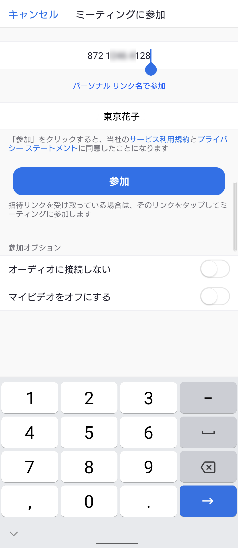 キャンセル ミーティングに参加
872 1 128
パーソナル リンク名で参加
東京花子
「参加」をクリックすると、当社のサービス利用規約とプライバ
シー ステートメントに同意したことになります
参加
招待リンクを受け取っている場合は、そのリンクをタップしてミ
ーティングに参加します
参加オプション
オーディオに接続しない
マイビデオをオフにする
1 2 3 -
4 5 6
7 8 9
, 0 .